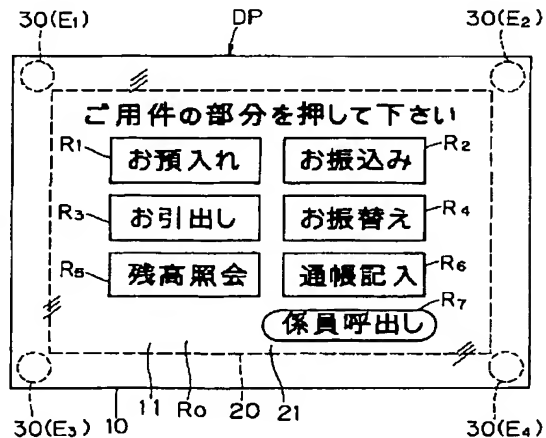 30(E1) DP 30(E2)
ご用件の部分を押して下さい
R1 お預入れ お振込み R2
R3 お引出し お振替え R4
R5 残高照会 通帳記入 R6
R7
係員呼出し
30(E3) 10 11 R0 20 21 30(E4)